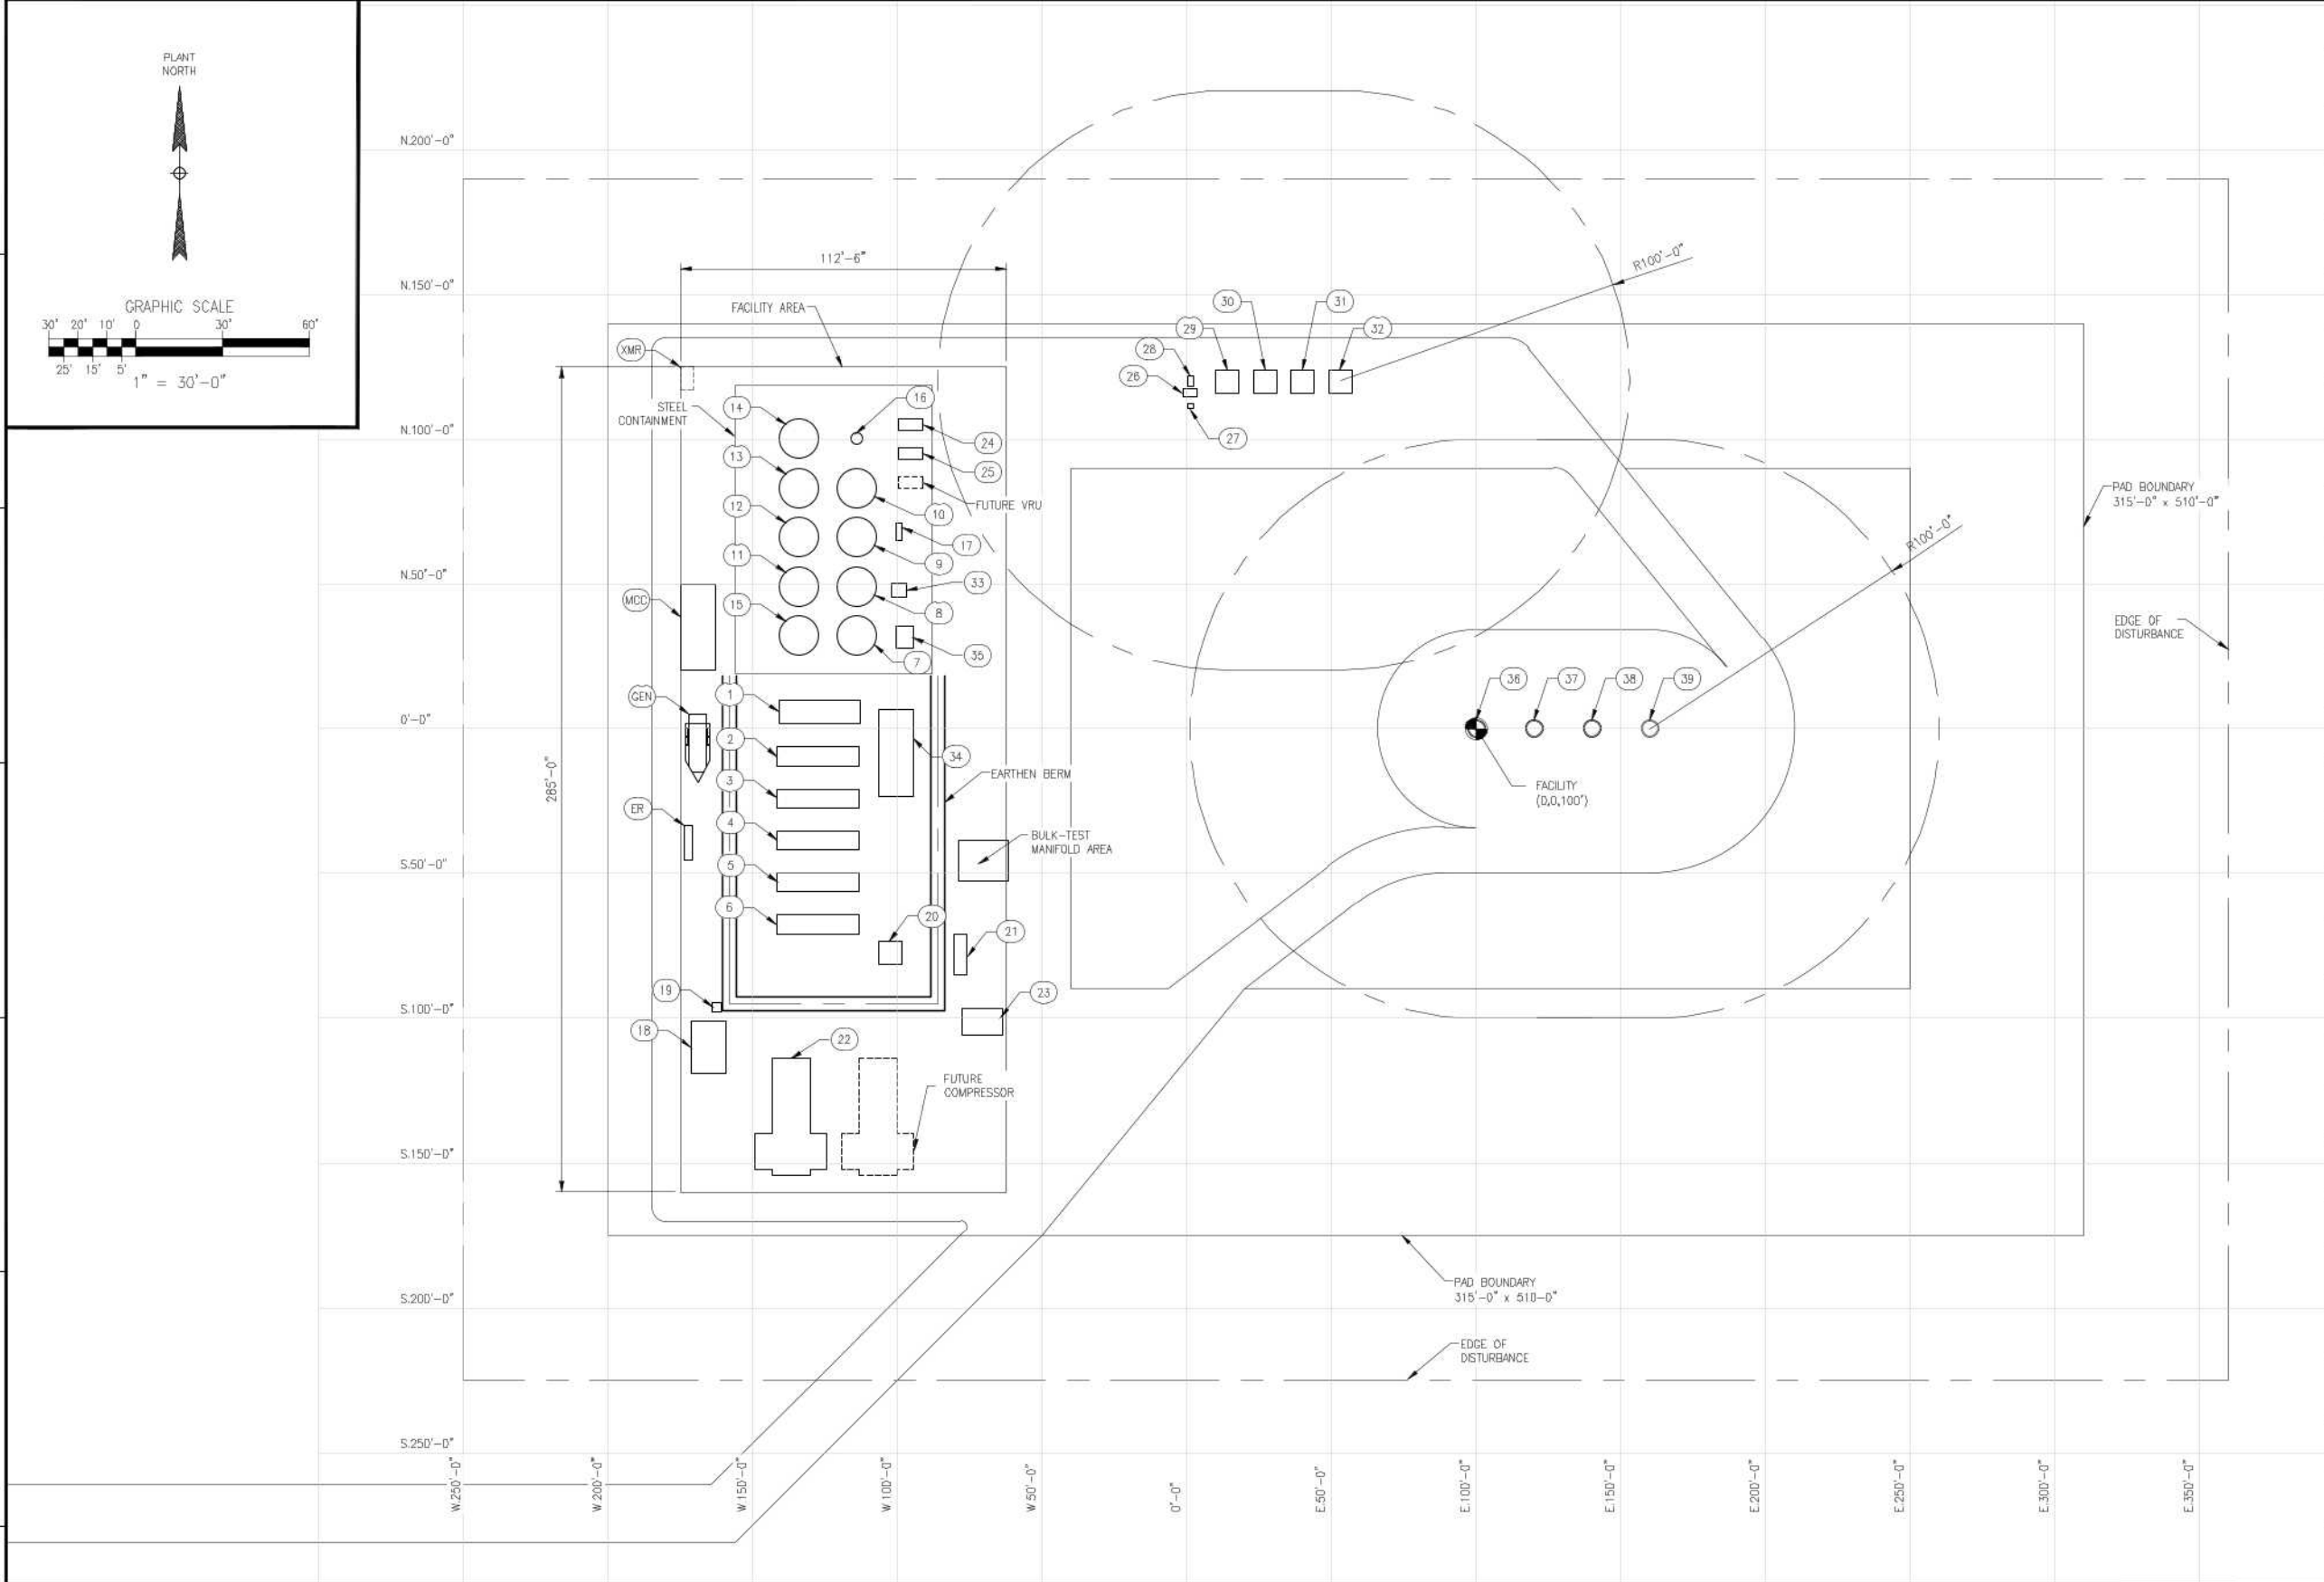 PLANT
NORTH
GRAPHIC SCALE
30' 20' 10' 0 30' 60'
25' 15' 5'
1" = 30'-0"
N.200'-0"
N.150'-0"
N.100'-0"
N.50'-0"
0'-0"
S.50'-0"
S.100'-0"
S.150'-0"
S.200'-0"
S.250'-0"
112'-6"
FACILITY AREA
XMR
STEEL
CONTAINMENT
14
16
13
24
25
12
FUTURE VRU
10
11
17
9
33
MCC
15
8
35
7
GEN
1
2
34
3
EARTHEN BERM
285'-0"
ER
4
BULK-TEST
MANIFOLD AREA
5
6
20
21
19
23
18
22
FUTURE
COMPRESSOR
30
31
29
32
28
26
27
R100'-0"
R100'-0"
36
37
38
39
FACILITY
(0,0,100')
PAD BOUNDARY
315'-0" x 510'-0"
EDGE OF
DISTURBANCE
PAD BOUNDARY
315'-0" x 510-0"
EDGE OF
DISTURBANCE
W.250'-0"
W.200'-0"
W.150'-0"
W.100'-0"
W.50'-0"
0'-0"
E.50'-0"
E.100'-0"
E.150'-0"
E.200'-0"
E.250'-0"
E.300'-0"
E.350'-0"